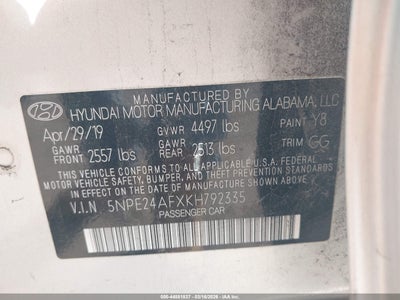 MANUFACTURED BY
HYUNDAI MOTOR MANUFACTURING ALABAMA, LLC
Apr/29/19 GVWR 4497 lbs PAINT Y8
GAWR FRONT 2557 lbs GAWR REAR 2513 lbs TRIM GG
THIS VEHICLE CONFORMS TO ALL APPLICABLE U.S.A. FEDERAL
MOTOR VEHICLE SAFETY, BUMPER, AND THEFT PREVENTION STANDARDS
IN EFFECT ON THE DATE OF MANUFACTURE SHOWN ABOVE.
V.I.N 5NPE24AFXKH792335
PASSENGER CAR